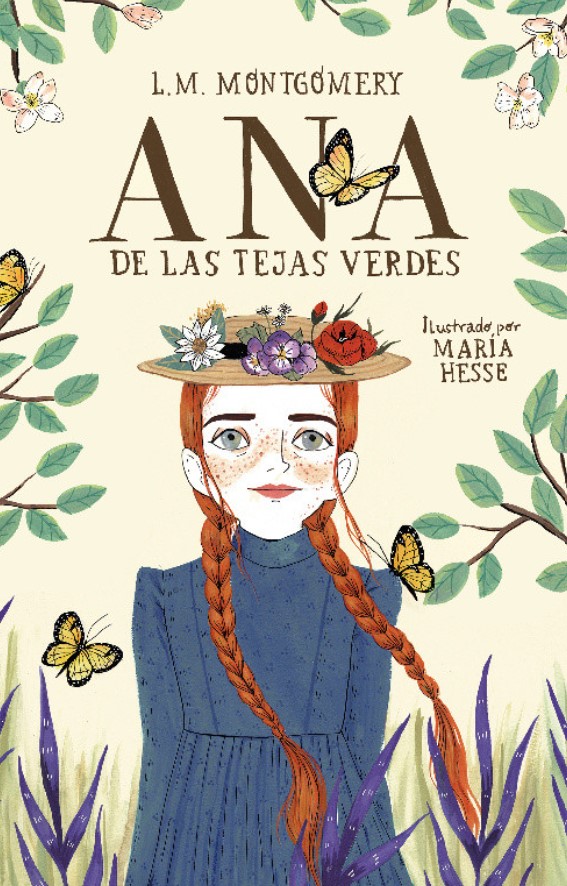 L.M. MONTGOMERY
ANA
DE LAS TEJAS VERDES
Ilustrado por
MARÍA
HESSE